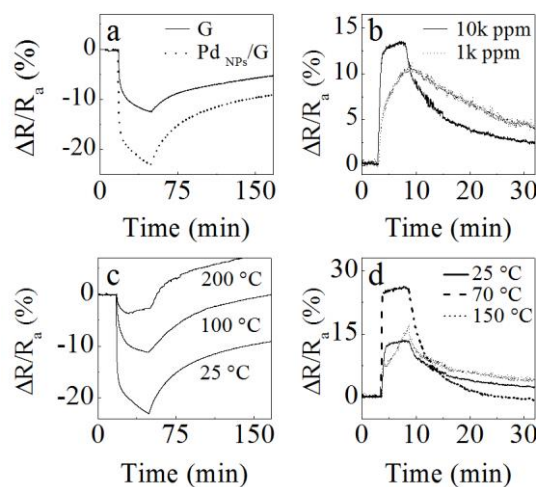 a
G
Pd NPs/G
0
-10
-20
ΔR/Ra (%)
0 75 150
Time (min)
b
10k ppm
1k ppm
15
10
5
0
ΔR/Ra (%)
0 10 20 30
Time (min)
c
200 °C
100 °C
25 °C
0
-10
-20
ΔR/Ra (%)
0 75 150
Time (min)
d
25 °C
70 °C
150 °C
30
15
0
ΔR/Ra (%)
0 10 20 30
Time (min)